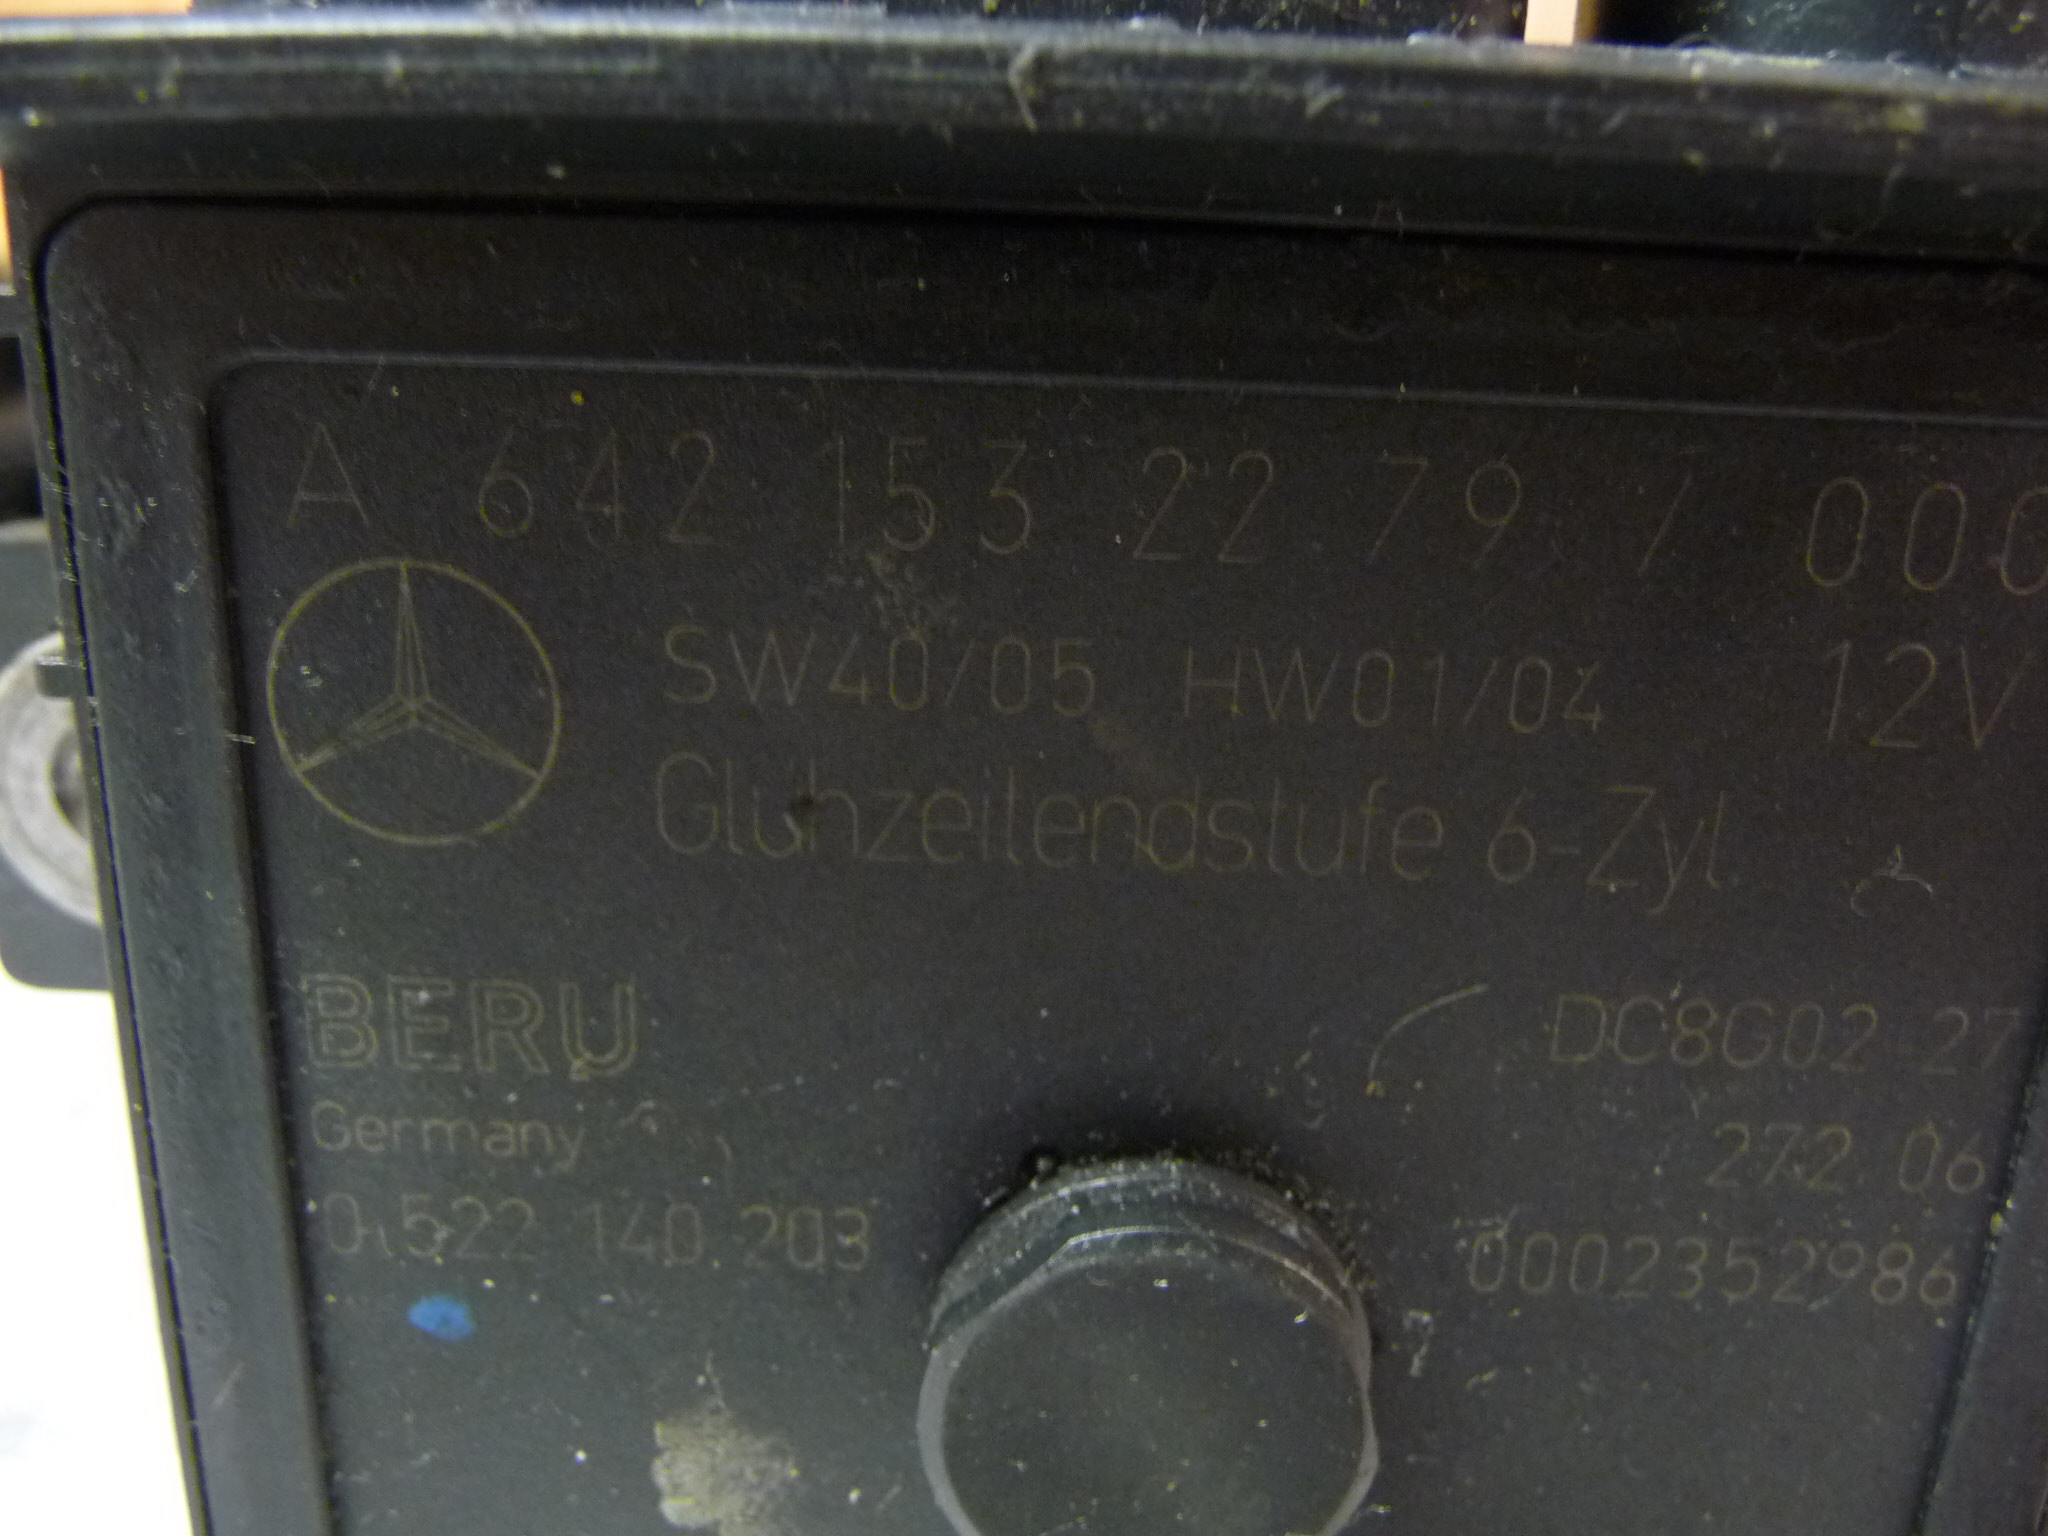 A 642 153 22 79 / 000
SW40/05 HW01/04 12V
Glühzeitendstufe 6-Zyl.
BERU
DC8G02 27
Germany
272 06
0 522 140 203
0002352986